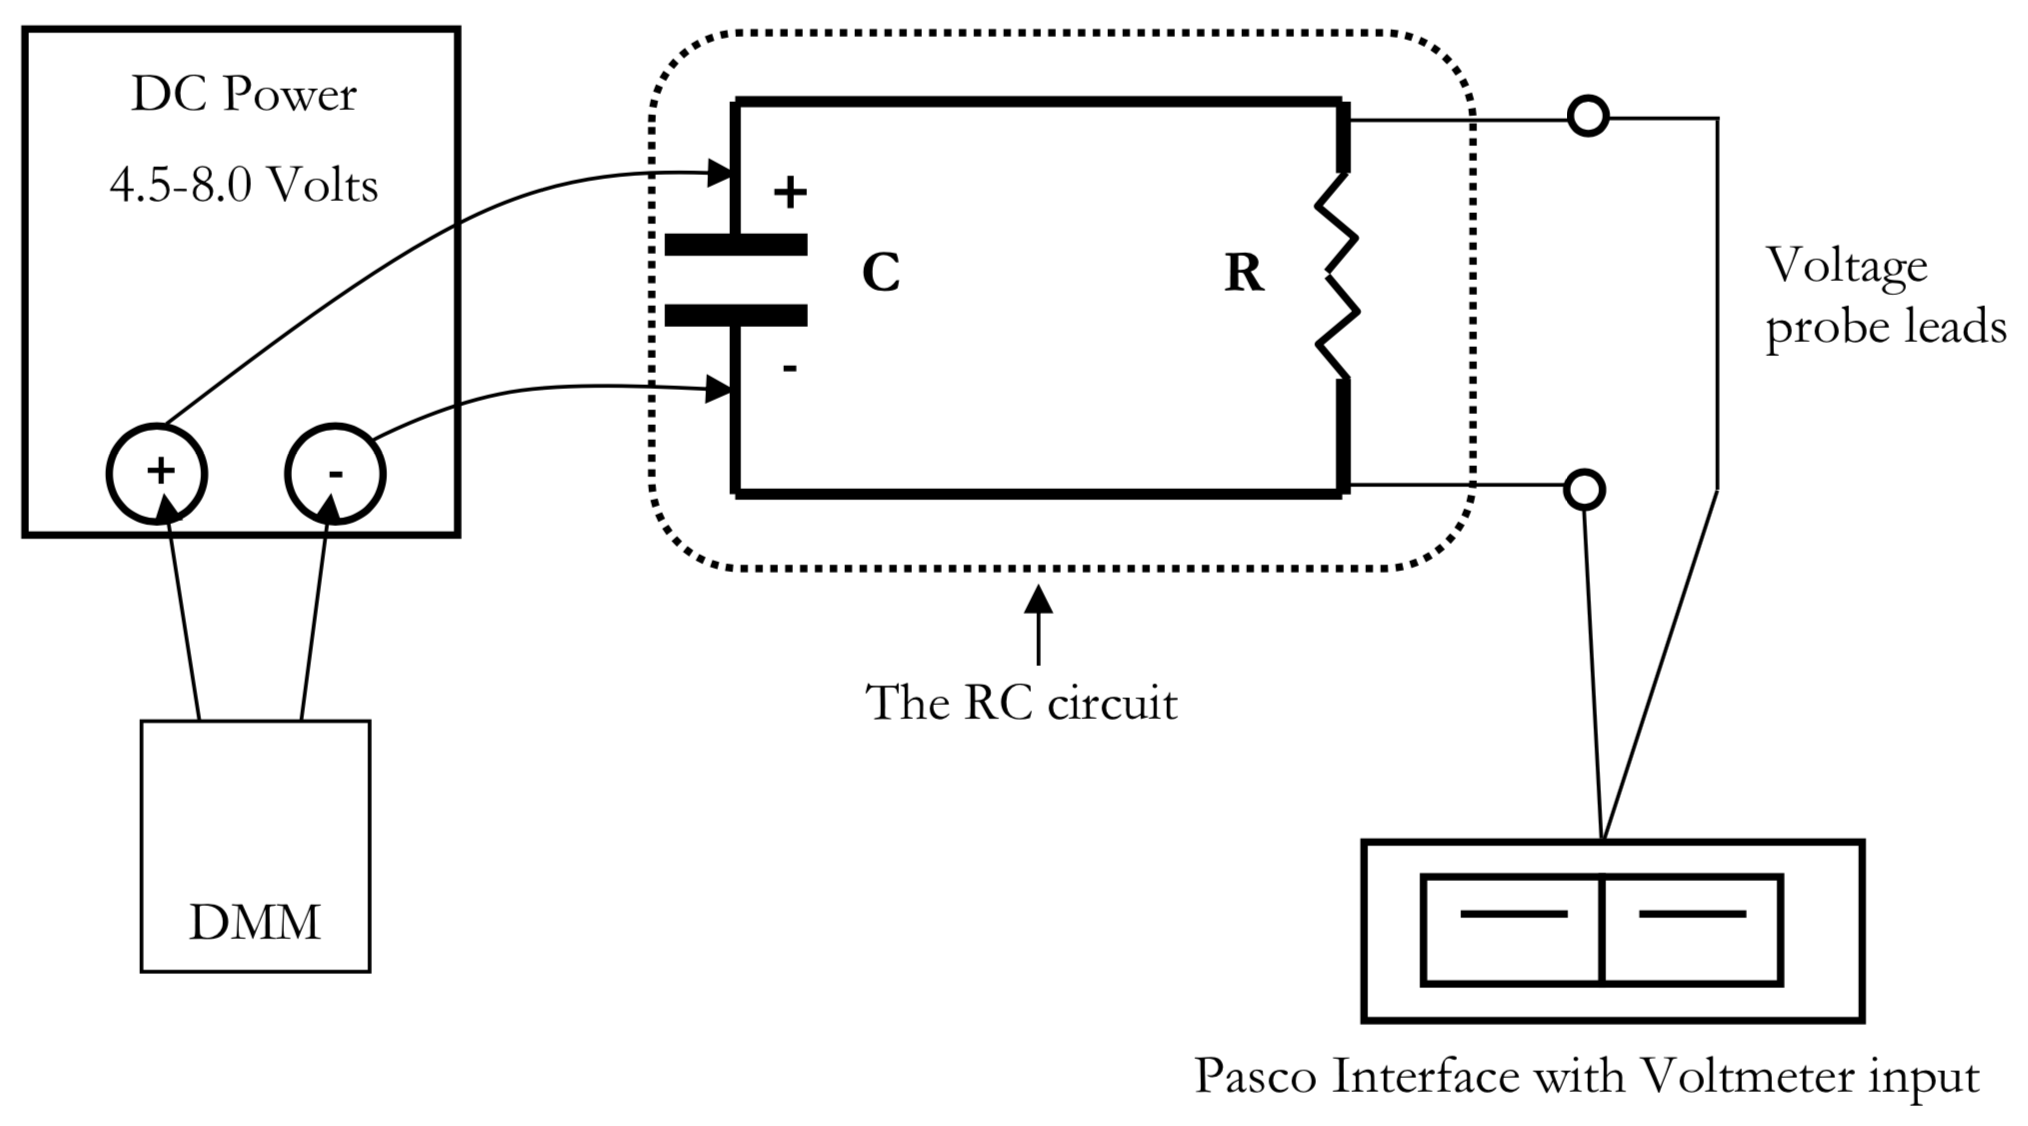 DC Power
4.5-8.0 Volts
+
-
+
-
C
R
Voltage
probe leads
The RC circuit
DMM
Pasco Interface with Voltmeter input